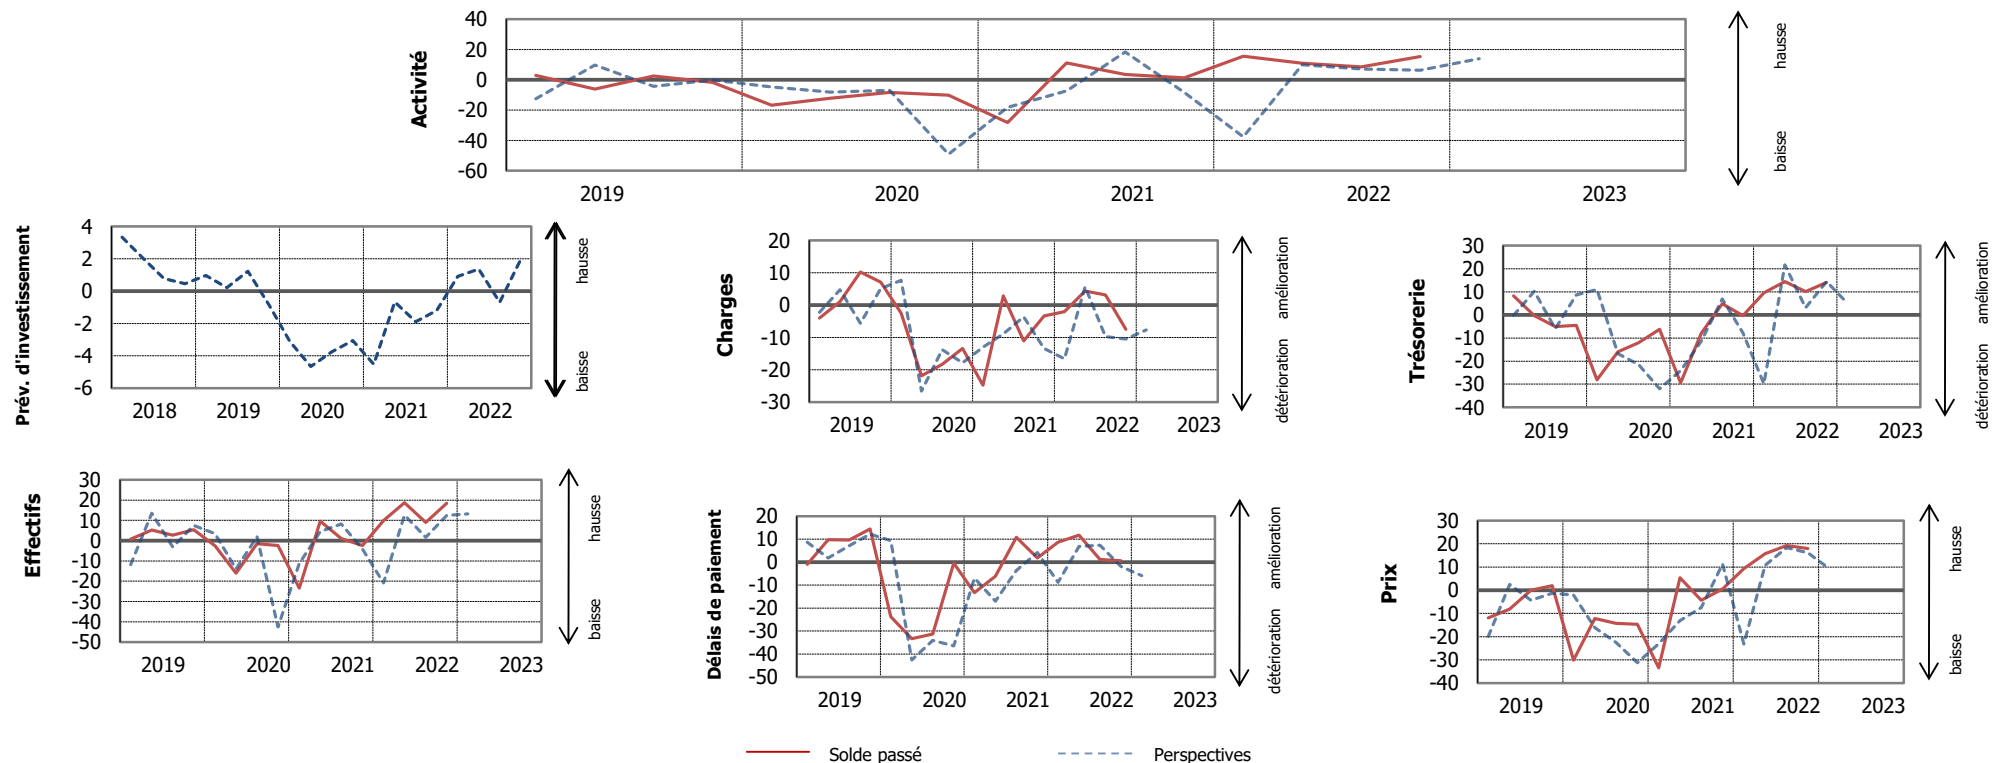 Activité
40
20
0
-20
-40
-60
2019 2020 2021 2022 2023
hausse
baisse
Prév. d'investissement
4
2
0
-2
-4
-6
2018 2019 2020 2021 2022
hausse
baisse
Charges
20
10
0
-10
-20
-30
2019 2020 2021 2022 2023
amélioration
détérioration
Trésorerie
30
20
10
0
-10
-20
-30
-40
2019 2020 2021 2022 2023
amélioration
détérioration
Effectifs
30
20
10
0
-10
-20
-30
-40
-50
2019 2020 2021 2022 2023
hausse
baisse
Délais de paiement
20
10
0
-10
-20
-30
-40
-50
2019 2020 2021 2022 2023
amélioration
détérioration
Prix
30
20
10
0
-10
-20
-30
-40
2019 2020 2021 2022 2023
hausse
baisse
Solde passé Perspectives